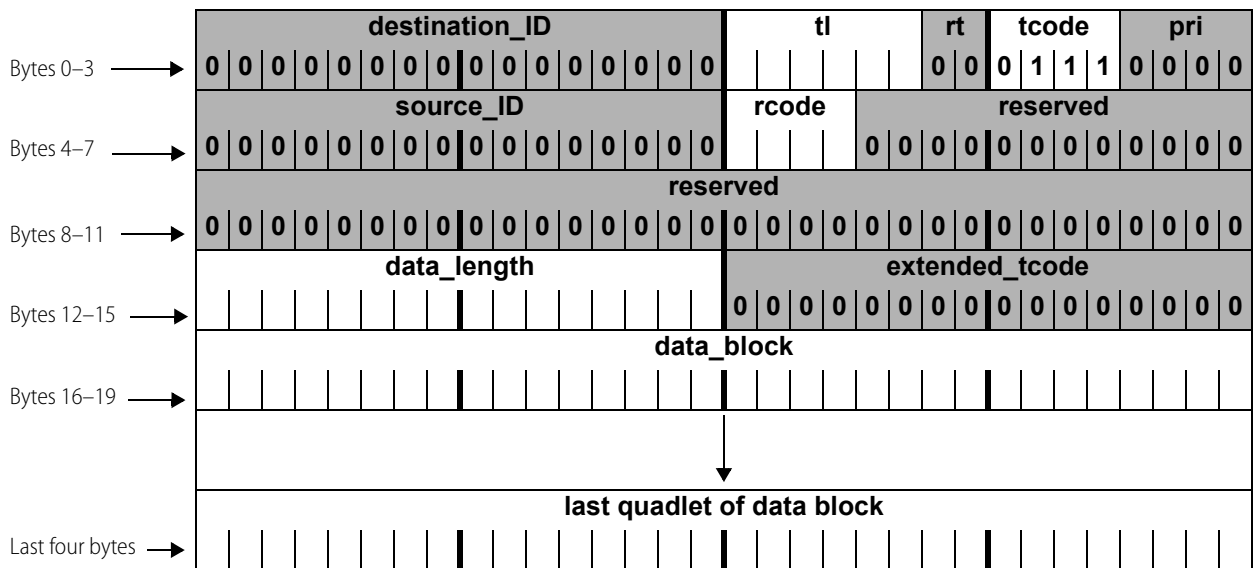 destination_ID tl rt tcode pri
Bytes 0–3 0 0 0 0 0 0 0 0 0 0 0 0 0 0 0 0 0 0 0 1 1 1 0 0 0 0
source_ID rcode reserved
Bytes 4–7 0 0 0 0 0 0 0 0 0 0 0 0 0 0 0 0 0 0 0 0 0 0 0 0 0 0 0 0
reserved
Bytes 8–11 0 0 0 0 0 0 0 0 0 0 0 0 0 0 0 0 0 0 0 0 0 0 0 0 0 0 0 0 0 0 0 0
data_length extended_tcode
Bytes 12–15 0 0 0 0 0 0 0 0 0 0 0 0 0 0 0 0
data_block
Bytes 16–19
last quadlet of data block
Last four bytes